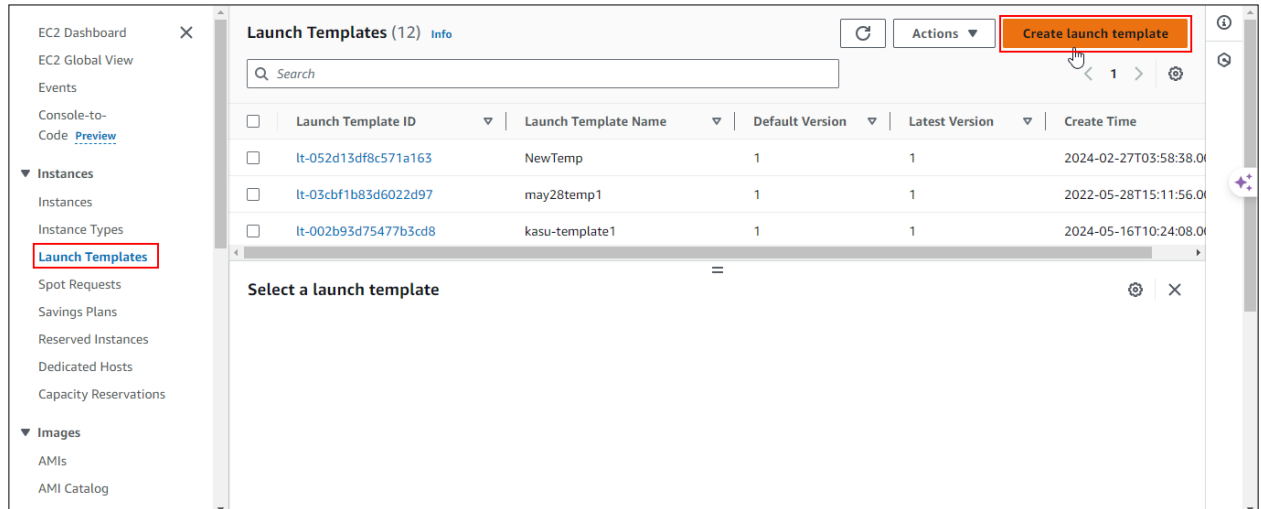 EC2 Dashboard
EC2 Global View
Events
Console-to-
Code Preview
Instances
Instances
Instance Types
Launch Templates
Spot Requests
Savings Plans
Reserved Instances
Dedicated Hosts
Capacity Reservations
Images
AMIs
AMI Catalog
Launch Templates (12) Info
Actions
Create launch template
Search
1
Launch Template ID Launch Template Name Default Version Latest Version Create Time
lt-052d13df8c571a163 NewTemp 1 1 2024-02-27T03:58:38.00
lt-03cbf1b83d6022d97 may28temp1 1 1 2022-05-28T15:11:56.00
lt-002b93d75477b3cd8 kasu-template1 1 1 2024-05-16T10:24:08.00
Select a launch template